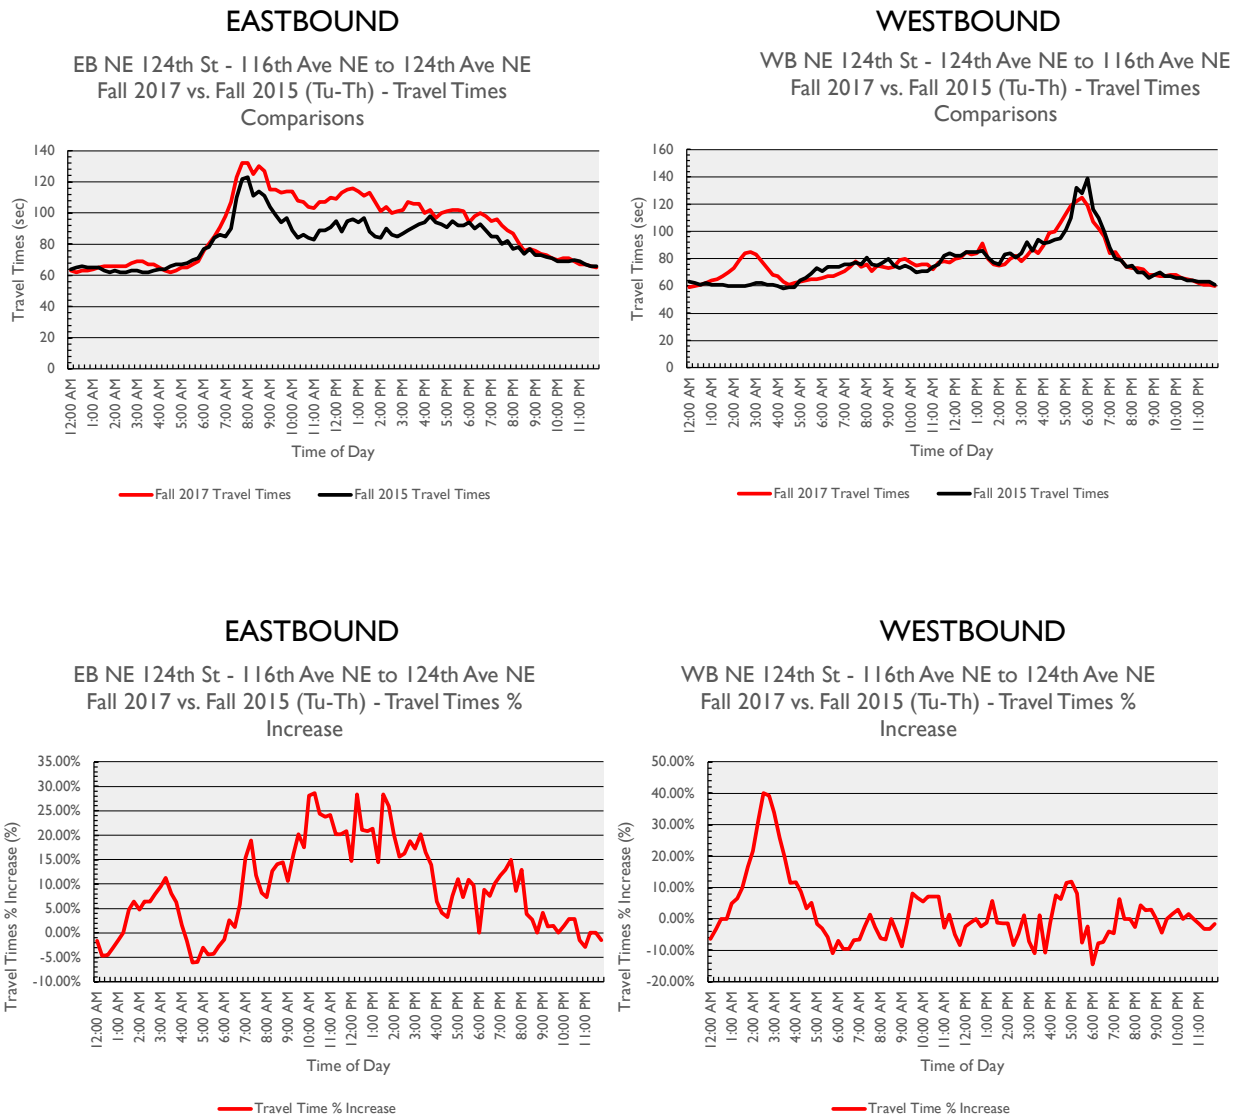 EASTBOUND
EB NE 124th St - 116th Ave NE to 124th Ave NE
Fall 2017 vs. Fall 2015 (Tu-Th) - Travel Times
Comparisons
Travel Times (sec)
140
120
100
80
60
40
20
0
12:00 AM
1:00 AM
2:00 AM
3:00 AM
4:00 AM
5:00 AM
6:00 AM
7:00 AM
8:00 AM
9:00 AM
10:00 AM
11:00 AM
12:00 PM
1:00 PM
2:00 PM
3:00 PM
4:00 PM
5:00 PM
6:00 PM
7:00 PM
8:00 PM
9:00 PM
10:00 PM
11:00 PM
Time of Day
Fall 2017 Travel Times
Fall 2015 Travel Times
WESTBOUND
WB NE 124th St - 124th Ave NE to 116th Ave NE
Fall 2017 vs. Fall 2015 (Tu-Th) - Travel Times
Comparisons
Travel Times (sec)
160
140
120
100
80
60
40
20
0
12:00 AM
1:00 AM
2:00 AM
3:00 AM
4:00 AM
5:00 AM
6:00 AM
7:00 AM
8:00 AM
9:00 AM
10:00 AM
11:00 AM
12:00 PM
1:00 PM
2:00 PM
3:00 PM
4:00 PM
5:00 PM
6:00 PM
7:00 PM
8:00 PM
9:00 PM
10:00 PM
11:00 PM
Time of Day
Fall 2017 Travel Times
Fall 2015 Travel Times
EASTBOUND
EB NE 124th St - 116th Ave NE to 124th Ave NE
Fall 2017 vs. Fall 2015 (Tu-Th) - Travel Times %
Increase
Travel Times % Increase (%)
35.00%
30.00%
25.00%
20.00%
15.00%
10.00%
5.00%
0.00%
-5.00%
-10.00%
12:00 AM
1:00 AM
2:00 AM
3:00 AM
4:00 AM
5:00 AM
6:00 AM
7:00 AM
8:00 AM
9:00 AM
10:00 AM
11:00 AM
12:00 PM
1:00 PM
2:00 PM
3:00 PM
4:00 PM
5:00 PM
6:00 PM
7:00 PM
8:00 PM
9:00 PM
10:00 PM
11:00 PM
Time of Day
Travel Time % Increase
WESTBOUND
WB NE 124th St - 116th Ave NE to 124th Ave NE
Fall 2017 vs. Fall 2015 (Tu-Th) - Travel Times %
Increase
Travel Times % Increase (%)
50.00%
40.00%
30.00%
20.00%
10.00%
0.00%
-10.00%
-20.00%
12:00 AM
1:00 AM
2:00 AM
3:00 AM
4:00 AM
5:00 AM
6:00 AM
7:00 AM
8:00 AM
9:00 AM
10:00 AM
11:00 AM
12:00 PM
1:00 PM
2:00 PM
3:00 PM
4:00 PM
5:00 PM
6:00 PM
7:00 PM
8:00 PM
9:00 PM
10:00 PM
11:00 PM
Time of Day
Travel Time % Increase